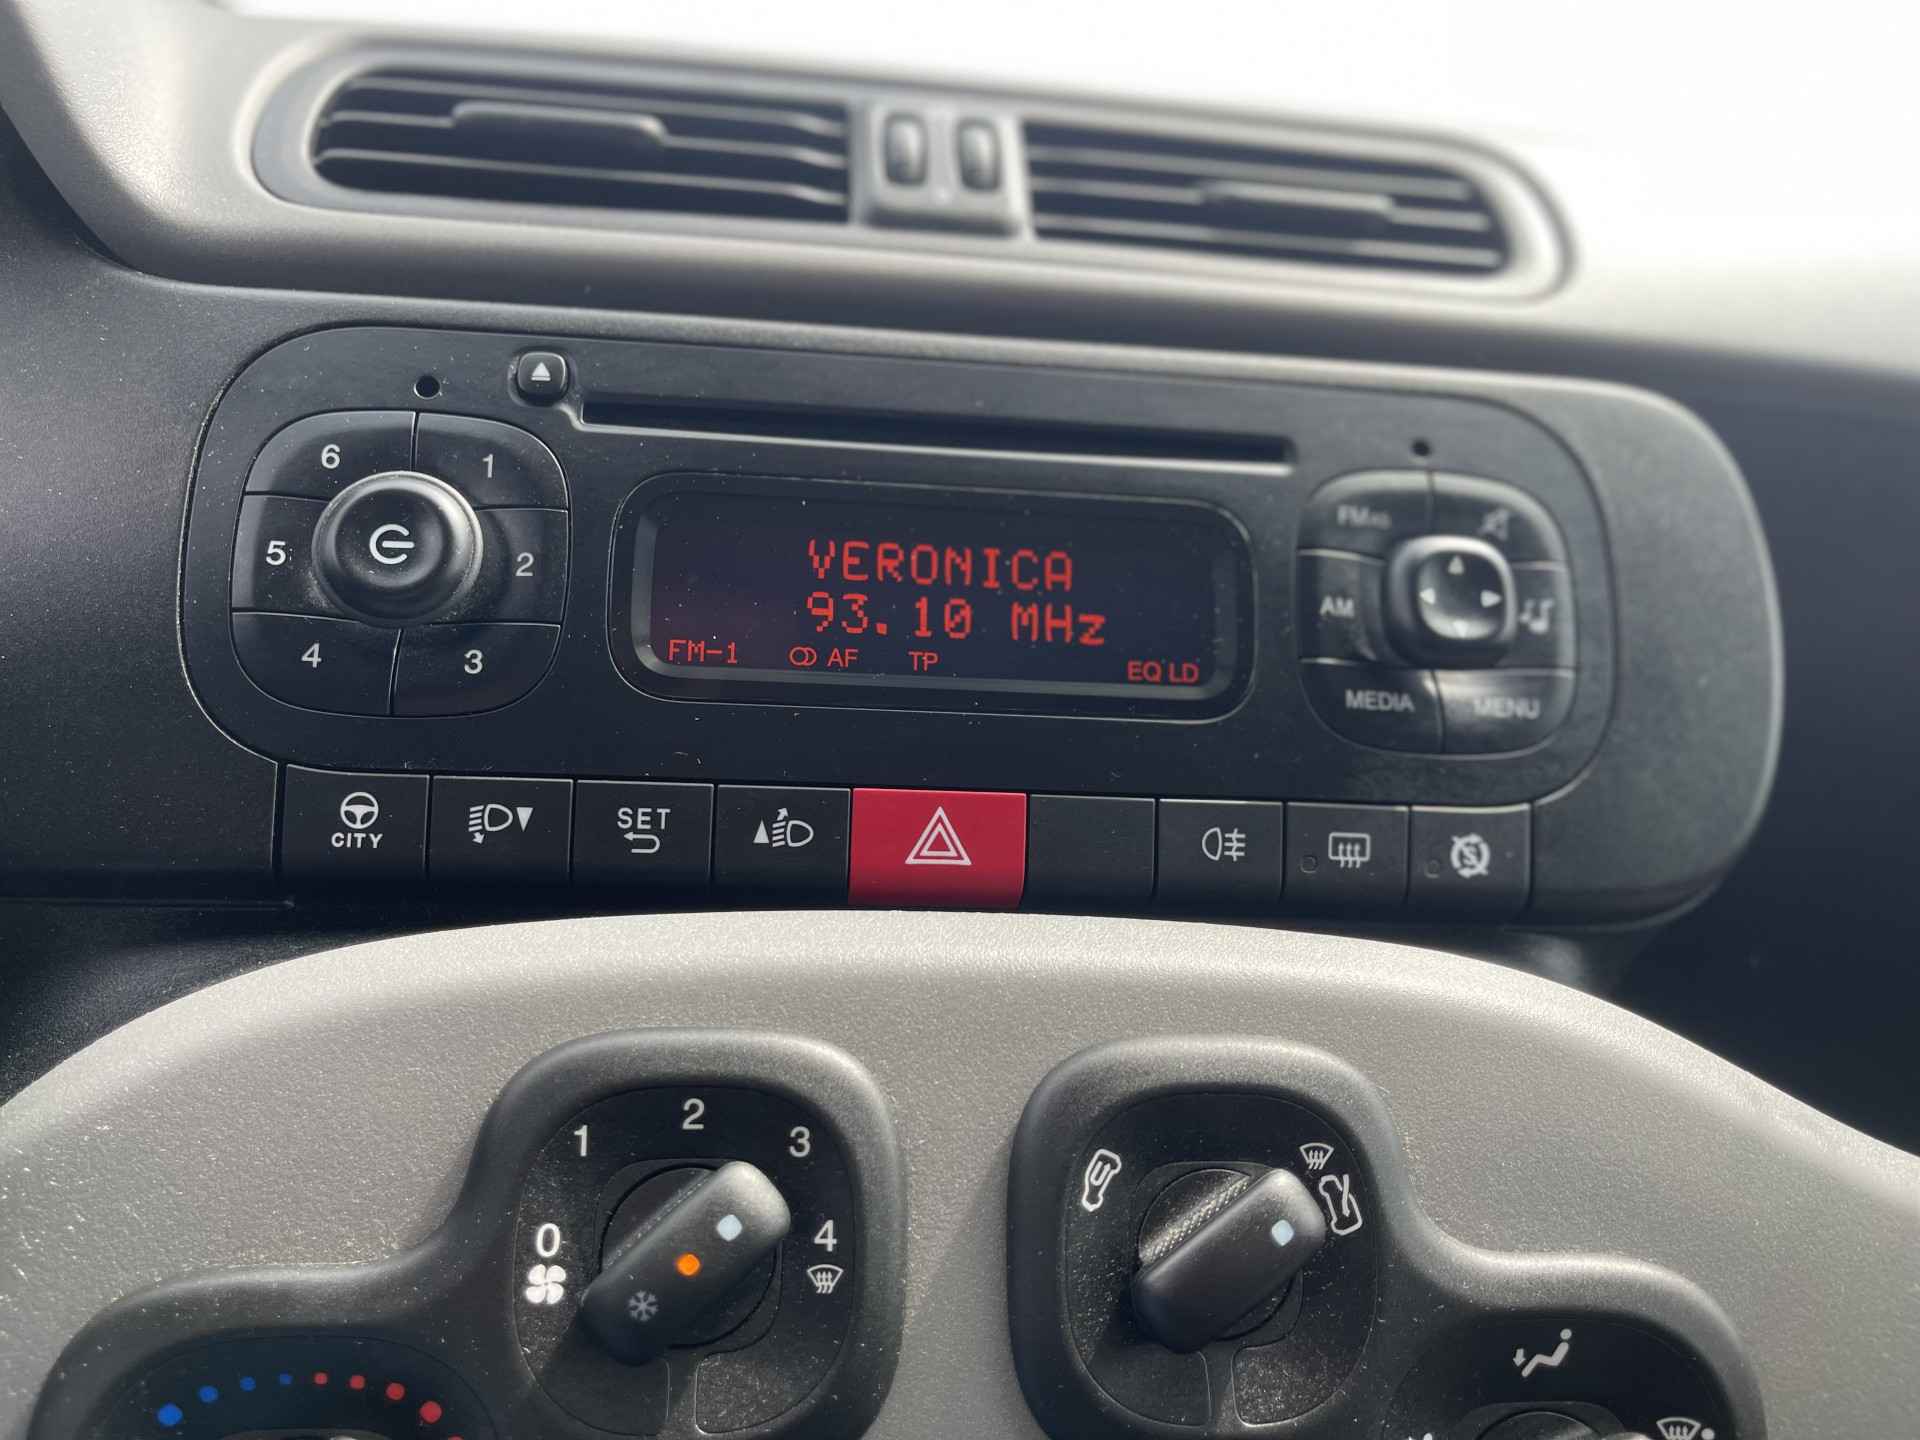 6
1
5
2
4
3
VERONICA
93.10 MHz
FM-1 AF TP EQ LD
FMAS
AM
MEDIA
MENU
CITY
SET
1
2
3
0
4